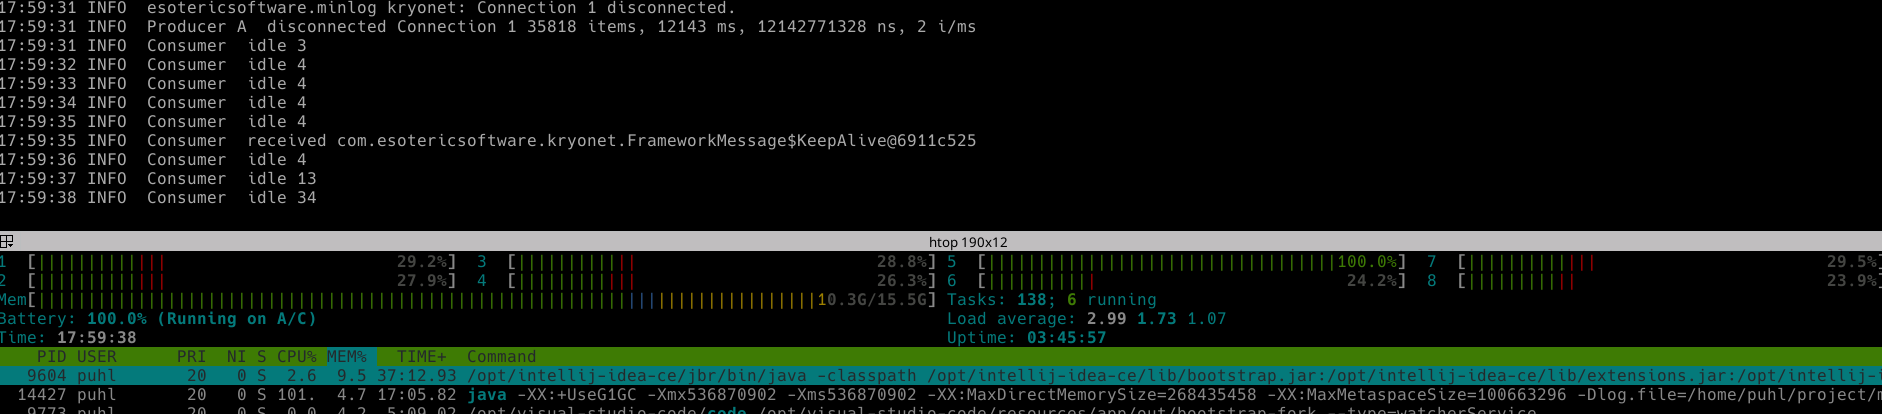 17:59:31 INFO  esotericsoftware.minlog kryonet: Connection 1 disconnected.
17:59:31 INFO  Producer A  disconnected Connection 1 35818 items, 12143 ms, 12142771328 ns, 2 i/ms
17:59:31 INFO  Consumer  idle 3
17:59:32 INFO  Consumer  idle 4
17:59:33 INFO  Consumer  idle 4
17:59:34 INFO  Consumer  idle 4
17:59:35 INFO  Consumer  idle 4
17:59:35 INFO  Consumer  received com.esotericsoftware.kryonet.FrameworkMessage$KeepAlive@6911c525
17:59:36 INFO  Consumer  idle 4
17:59:37 INFO  Consumer  idle 13
17:59:38 INFO  Consumer  idle 34
htop 190x12
1 [||||||||||||| 29.2%] 3 [|||||||||||| 28.8%] 5 [|||||||||||||||||||||||||||||||||||100.0%] 7 [||||||||||||| 29.5%]
2 [||||||||||||| 27.9%] 4 [|||||||||||| 26.3%] 6 [||||||||||| 24.2%] 8 [||||||||||| 23.9%]
Mem[||||||||||||||||||||||||||||||||||||||||||||||||||||||||||||||||||||||||||||||10.3G/15.5G] Tasks: 138; 6 running
Battery: 100.0% (Running on A/C) Load average: 2.99 1.73 1.07
Time: 17:59:38 Uptime: 03:45:57
PID USER PRI NI S CPU% MEM% TIME+ Command
9604 puhl 20 0 S 2.6 9.5 37:12.93 /opt/intellij-idea-ce/jbr/bin/java -classpath /opt/intellij-idea-ce/lib/bootstrap.jar:/opt/intellij-idea-ce/lib/extensions.jar:/opt/intellij-i
14427 puhl 20 0 S 101. 4.7 17:05.82 java -XX:+UseG1GC -Xmx536870902 -Xms536870902 -XX:MaxDirectMemorySize=268435458 -XX:MaxMetaspaceSize=100663296 -Dlog.file=/home/puhl/project/m
9773 puhl 20 0 S 0.0 4.2 5:09.02 /opt/visual-studio-code/code /opt/visual-studio-code/resources/app/out/bootstrap-fork --type=watcherService